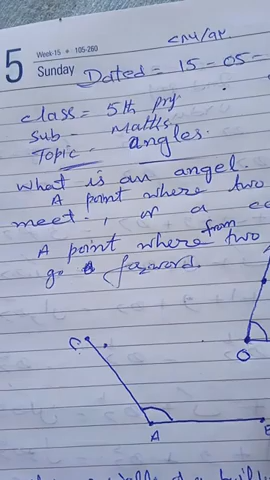 5
Week-15 • 105-260
Sunday
Dated = 15-05-
class = 5th pry
Sub - Maths
Topic - angles.
What is an angel.
A point where two
meet, or a
A point where from two
go forword.
C
O
A
B